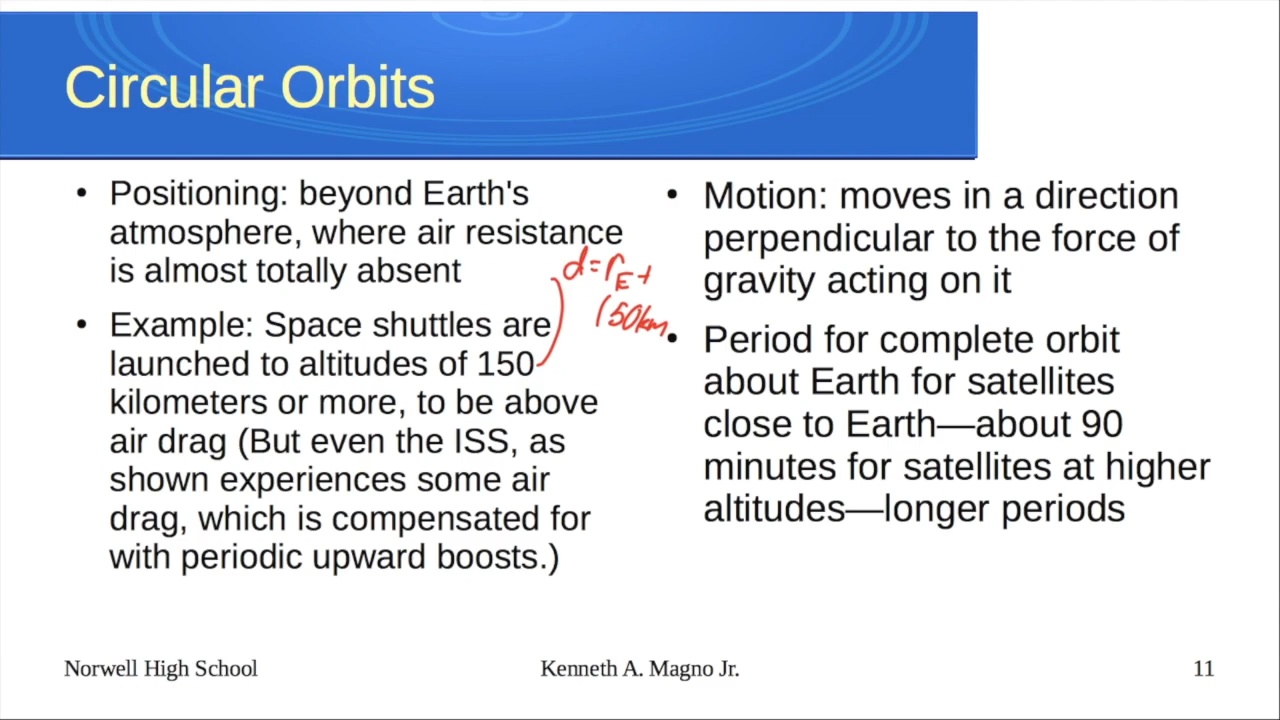 Circular Orbits
• Positioning: beyond Earth's
atmosphere, where air resistance
is almost totally absent
• Example: Space shuttles are
launched to altitudes of 150
kilometers or more, to be above
air drag (But even the ISS, as
shown experiences some air
drag, which is compensated for
with periodic upward boosts.)
d=rE+
150km
• Motion: moves in a direction
perpendicular to the force of
gravity acting on it
• Period for complete orbit
about Earth for satellites
close to Earth—about 90
minutes for satellites at higher
altitudes—longer periods
Norwell High School
Kenneth A. Magno Jr.
11